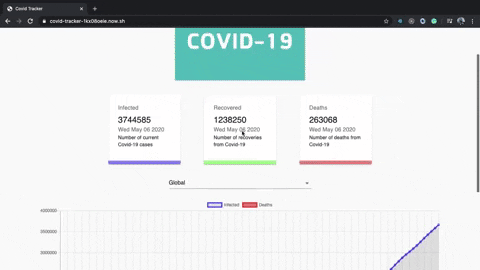 Covid Tracker
covid-tracker-1kx08oele.now.sh
COVID-19
Infected
3744585
Wed May 06 2020
Number of current
Covid-19 cases
Recovered
1238250
Wed May 06 2020
Number of recoveries
from Covid-19
Deaths
263068
Wed May 06 2020
Number of deaths from
Covid-19
Global
Infected Deaths
4000000
3500000
3000000